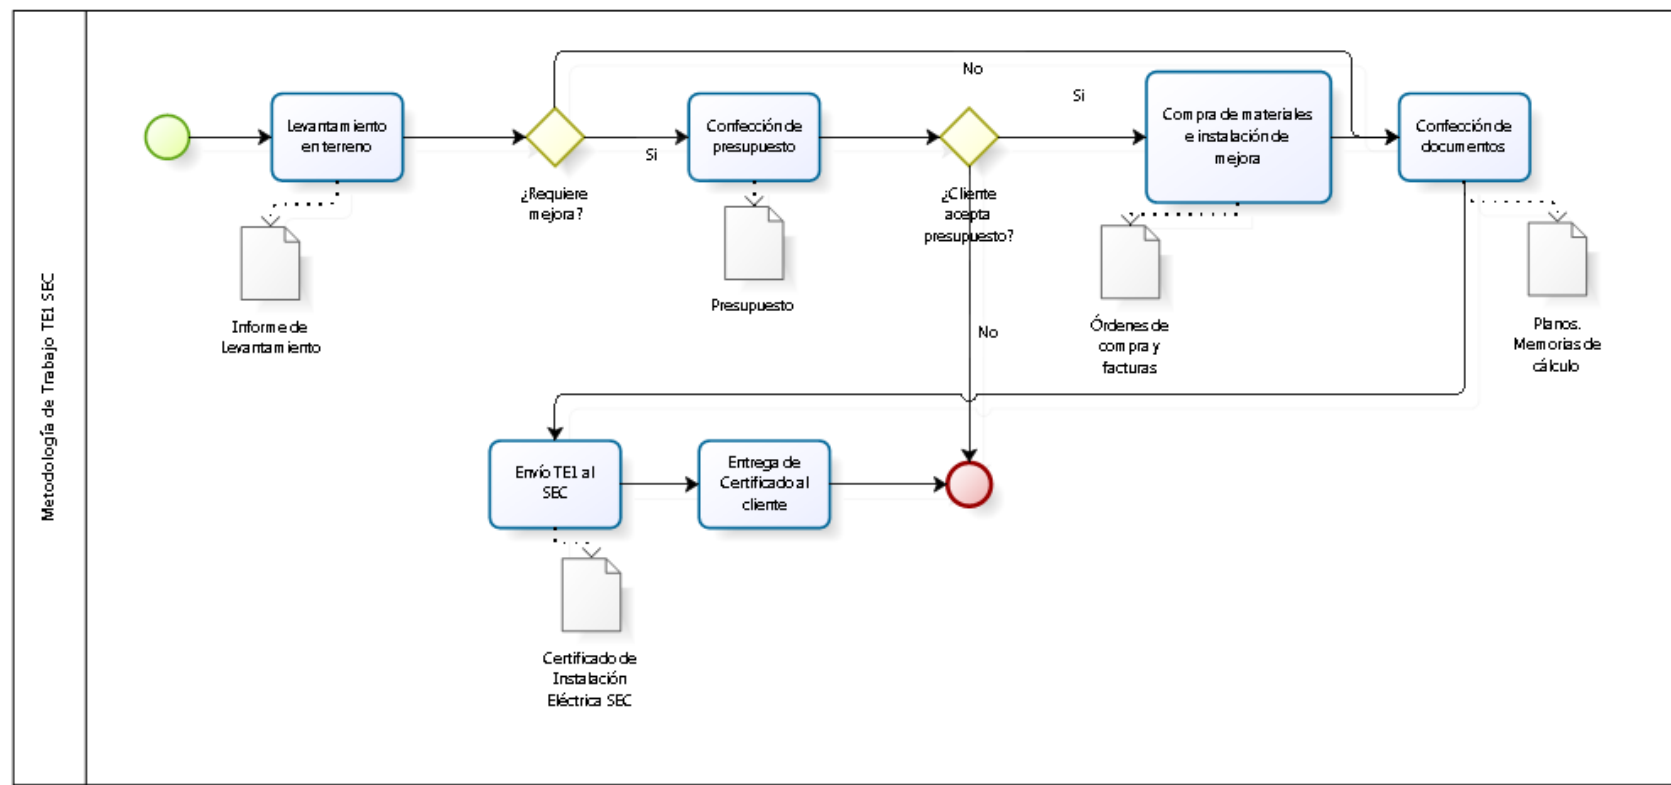 Metodología de Trabajo TE1 SEC
Levantamiento
en terreno
Informe de
Levantamiento
¿Requiere
mejora?
No
Si
Confección de
presupuesto
Presupuesto
¿Cliente
acepta
presupuesto?
Si
No
Compra de materiales
e instalación de
mejora
Órdenes de
compra y
facturas
Confección de
documentos
Planos.
Memorias de
cálculo
Envío TE1 al
SEC
Certificado de
Instalación
Eléctrica SEC
Entrega de
Certificado al
cliente